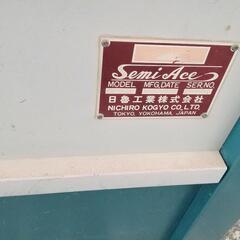 Semi Ace
MODEL MFG,DATE SER.NO.
日魯工業株式会社
NICHIRO KOGYO CO.,LTD.
TOKYO, YOKOHAMA, JAPAN